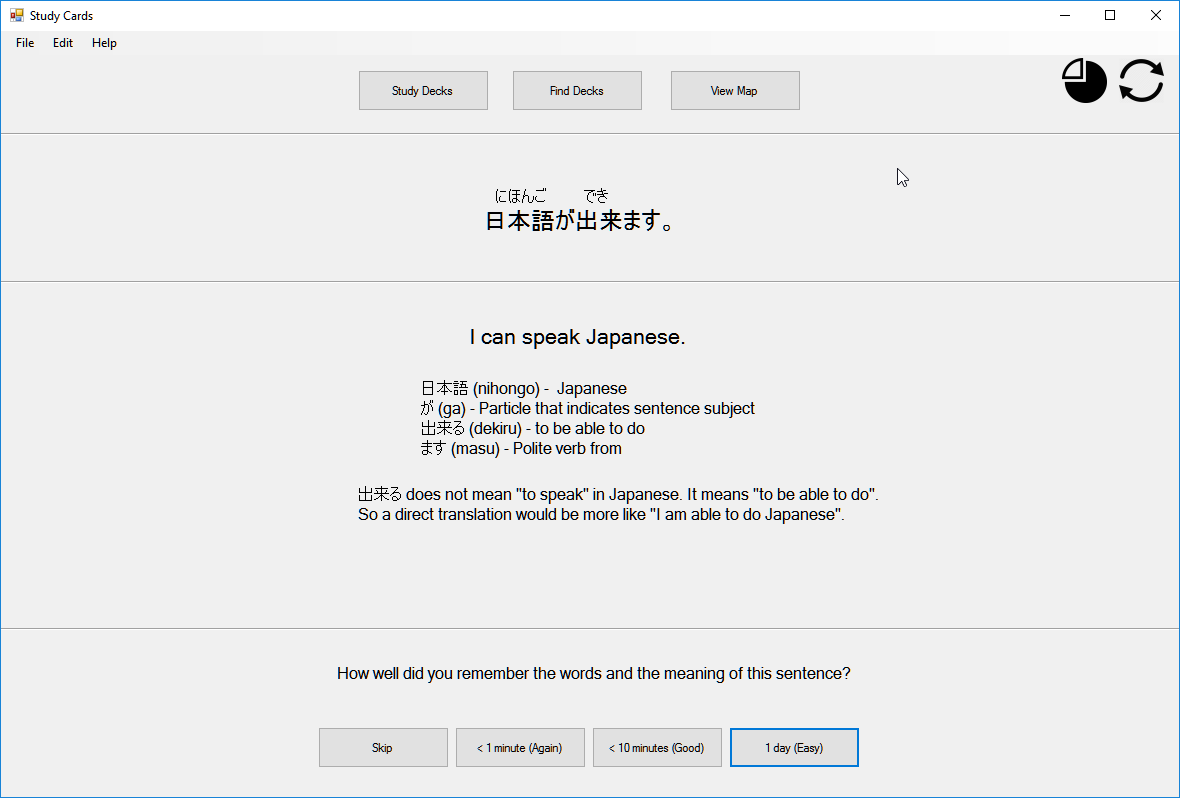 Study Cards
File Edit Help
Study Decks Find Decks View Map
にほんご でき
日本語が出来ます。
I can speak Japanese.
日本語 (nihongo) - Japanese
が (ga) - Particle that indicates sentence subject
出来る (dekiru) - to be able to do
ます (masu) - Polite verb from
出来る does not mean "to speak" in Japanese. It means "to be able to do".
So a direct translation would be more like "I am able to do Japanese".
How well did you remember the words and the meaning of this sentence?
Skip < 1 minute (Again) < 10 minutes (Good) 1 day (Easy)